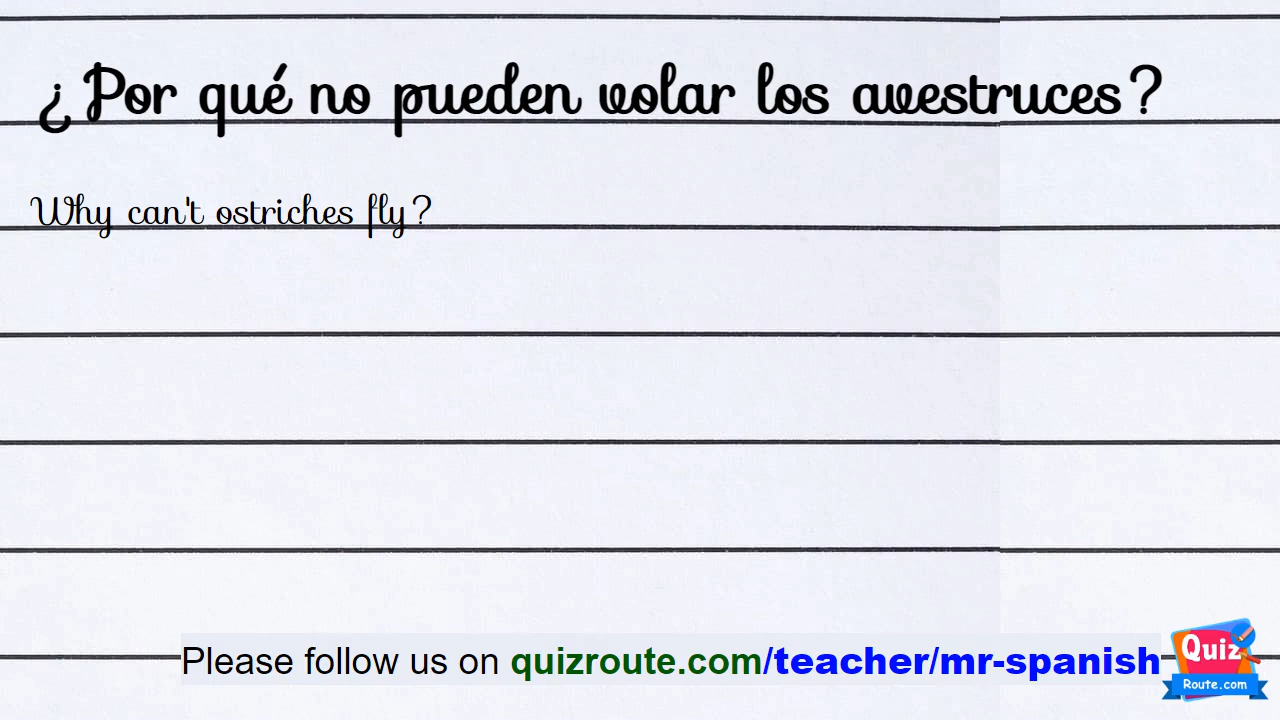 ¿Por qué no pueden volar los avestruces?
Why can't ostriches fly?
Please follow us on quizroute.com/teacher/mr-spanish
Quiz
Route.com